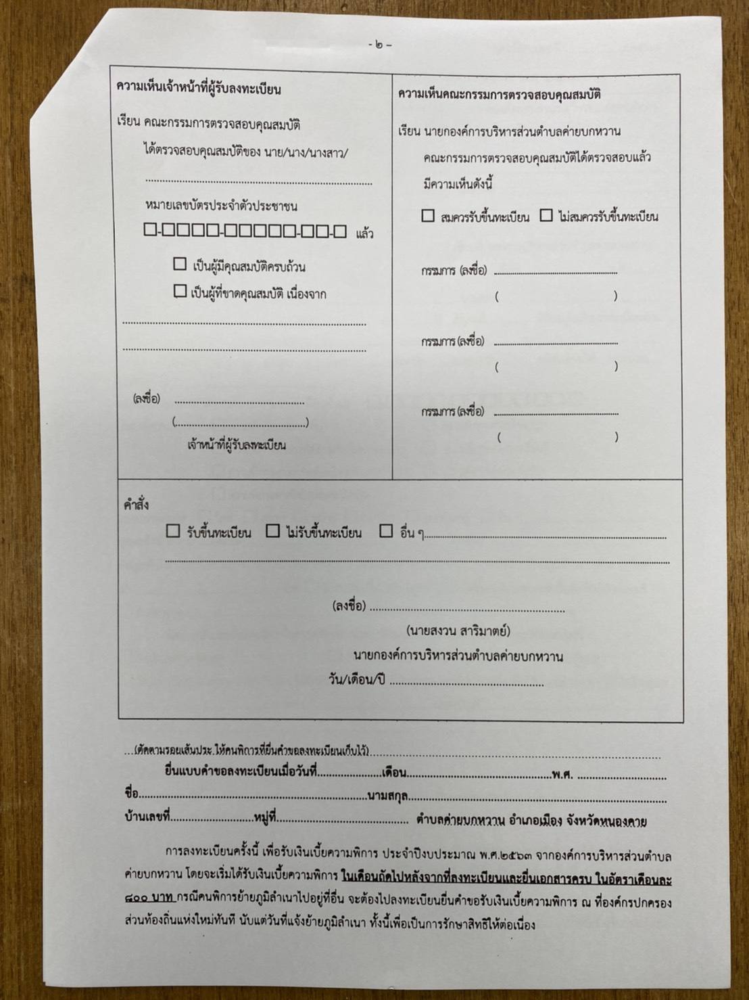 - ๒ –
ความเห็นเจ้าหน้าที่ผู้รับลงทะเบียน
เรียน คณะกรรมการตรวจสอบคุณสมบัติ
ได้ตรวจสอบคุณสมบัติของ นาย/นาง/นางสาว/
..............................................................................
หมายเลขบัตรประจำตัวประชาชน
☐-☐☐☐☐-☐☐☐☐☐-☐☐-☐ แล้ว
☐ เป็นผู้มีคุณสมบัติครบถ้วน
☐ เป็นผู้ที่ขาดคุณสมบัติ เนื่องจาก
..............................................................................
..............................................................................
(ลงชื่อ) ..............................................
(..............................................)
เจ้าหน้าที่ผู้รับลงทะเบียน
ความเห็นคณะกรรมการตรวจสอบคุณสมบัติ
เรียน นายกองค์การบริหารส่วนตำบลค่ายบกหวาน
คณะกรรมการตรวจสอบคุณสมบัติได้ตรวจสอบแล้ว
มีความเห็นดังนี้
☐ สมควรรับขึ้นทะเบียน ☐ ไม่สมควรรับขึ้นทะเบียน
กรรมการ (ลงชื่อ) ..............................................
( )
กรรมการ (ลงชื่อ) ..............................................
( )
กรรมการ (ลงชื่อ) ..............................................
( )
คำสั่ง
☐ รับขึ้นทะเบียน ☐ ไม่รับขึ้นทะเบียน ☐ อื่น ๆ..............................................................................
..............................................................................
(ลงชื่อ) ..............................................................
(นายสงวน สาริมาตย์)
นายกองค์การบริหารส่วนตำบลค่ายบกหวาน
วัน/เดือน/ปี ..............................................
....(ตัดตามรอยเส้นประ ให้คนพิการที่ยื่นคำขอลงทะเบียนเก็บไว้)..............................................................
ยื่นแบบคำขอลงทะเบียนเมื่อวันที่......................เดือน..............................................พ.ศ. ..............................
ชื่อ..............................................................................นามสกุล..............................................................................
บ้านเลขที่............................หมู่ที่.......................................... ตำบลค่ายบกหวาน อำเภอเมือง จังหวัดหนองคาย
การลงทะเบียนครั้งนี้ เพื่อรับเงินเบี้ยความพิการ ประจำปีงบประมาณ พ.ศ.๒๕๖๓ จากองค์การบริหารส่วนตำบล
ค่ายบกหวาน โดยจะเริ่มได้รับเงินเบี้ยความพิการ ในเดือนถัดไปหลังจากที่ลงทะเบียนและยื่นเอกสารครบ ในอัตราเดือนละ
๘๐๐ บาท กรณีคนพิการย้ายภูมิลำเนาไปอยู่ที่อื่น จะต้องไปลงทะเบียนยื่นคำขอรับเงินเบี้ยความพิการ ณ ที่องค์กรปกครอง
ส่วนท้องถิ่นแห่งใหม่ทันที นับแต่วันที่แจ้งย้ายภูมิลำเนา ทั้งนี้เพื่อเป็นการรักษาสิทธิให้ต่อเนื่อง